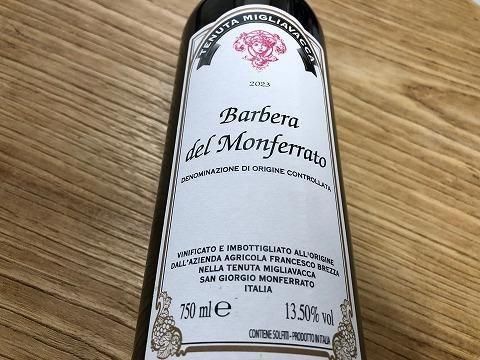 TENUTA MIGLIAVACCA
2023
Barbera
del Monferrato
DENOMINAZIONE DI ORIGINE CONTROLLATA
VINIFICATO E IMBOTTIGLIATO ALL'ORIGINE
DALL'AZIENDA AGRICOLA FRANCESCO BREZZA
NELLA TENUTA MIGLIAVACCA
SAN GIORGIO MONFERRATO
ITALIA
750 ml e 13.50% vol
CONTIENE SOLFITI - PRODOTTO IN ITALIA